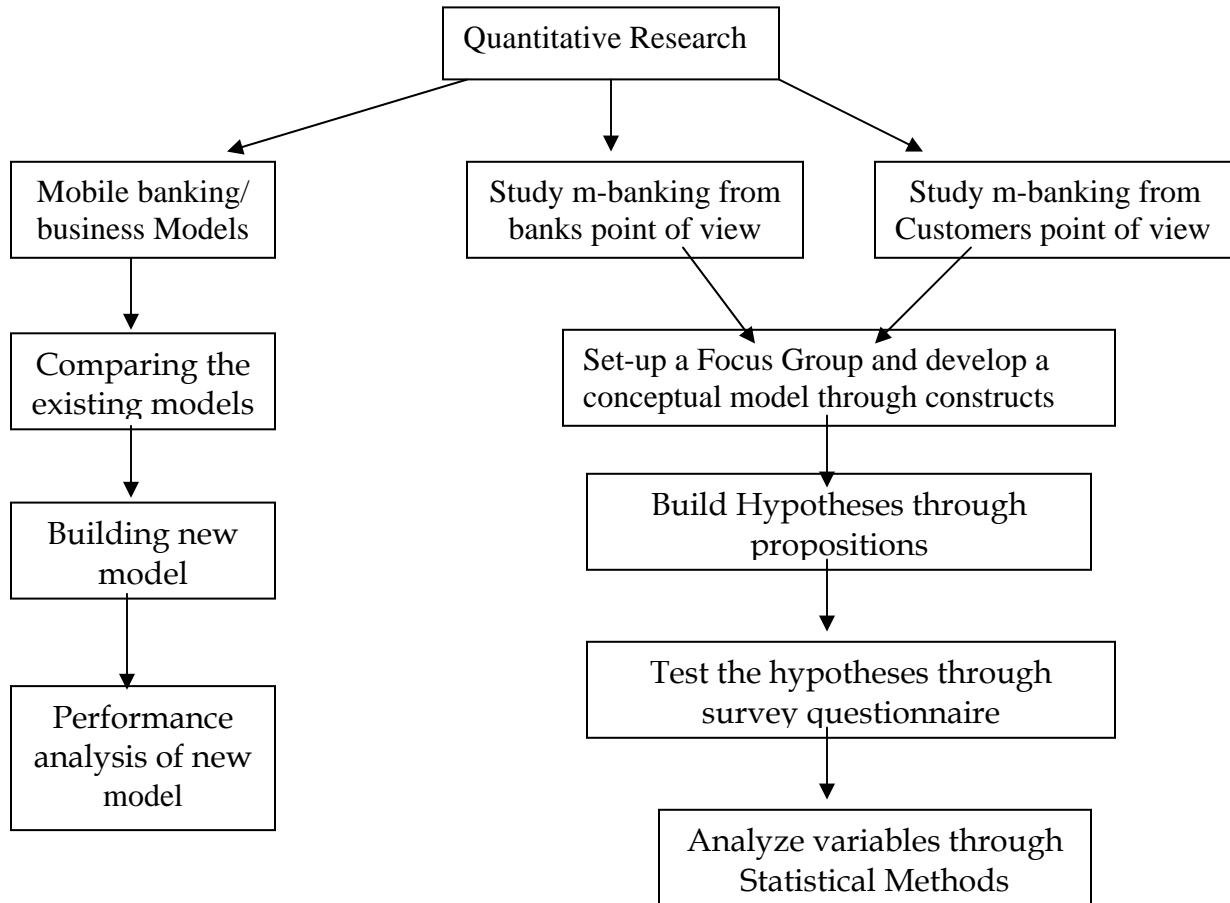 Quantitative Research
Mobile banking/
business Models
Study m-banking from
banks point of view
Study m-banking from
Customers point of view
Comparing the
existing models
Set-up a Focus Group and develop a
conceptual model through constructs
Building new
model
Build Hypotheses through
propositions
Performance
analysis of new
model
Test the hypotheses through
survey questionnaire
Analyze variables through
Statistical Methods